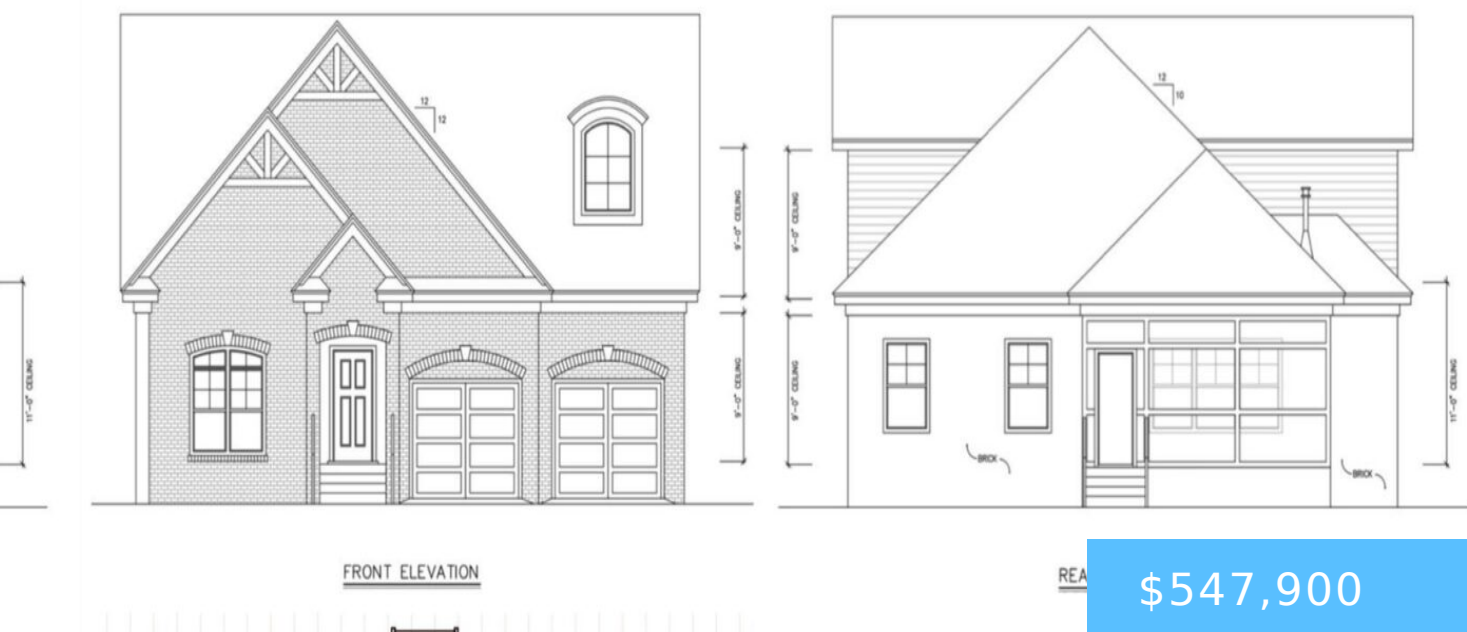 12
12
12
10
9'-0" CEILING
9'-0" CEILING
11'-0" CEILING
9'-0" CEILING
9'-0" CEILING
11'-0" CEILING
BRICK
BRICK
FRONT ELEVATION
REA
$547,900